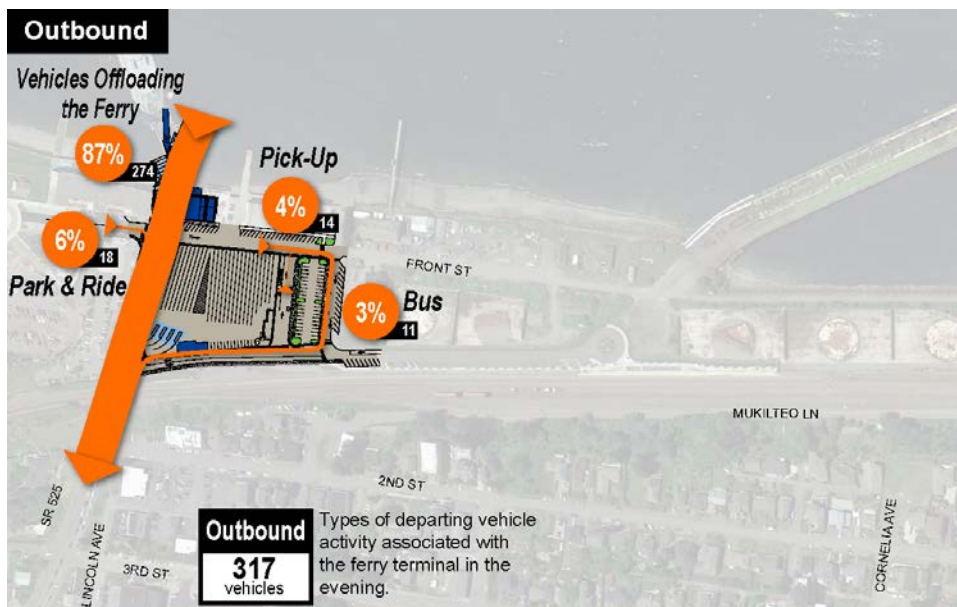 Outbound
Vehicles Offloading
the Ferry
87%
274
Pick-Up
4%
14
6%
18
Park & Ride
FRONT ST
3%
Bus
11
MUKILTEO LN
2ND ST
SR 525
LINCOLN AVE
3RD ST
CORNELIA AVE
Outbound
317
vehicles
Types of departing vehicle
activity associated with
the ferry terminal in the
evening.